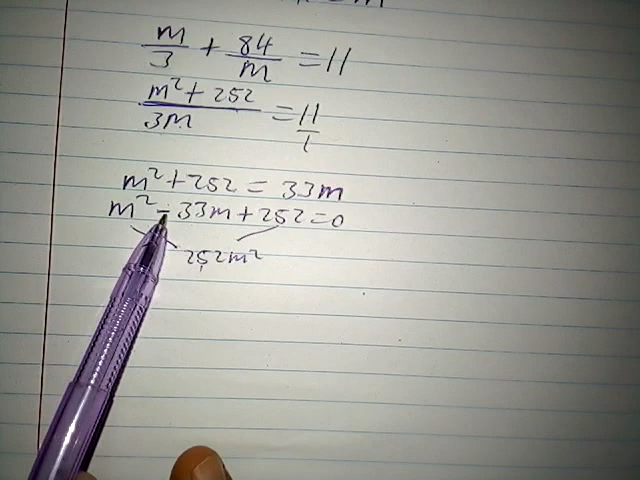 m
m/3 + 84/m = 11
m² + 252/3m = 11/1
m² + 252 = 33m
m² - 33m + 252 = 0
252m²